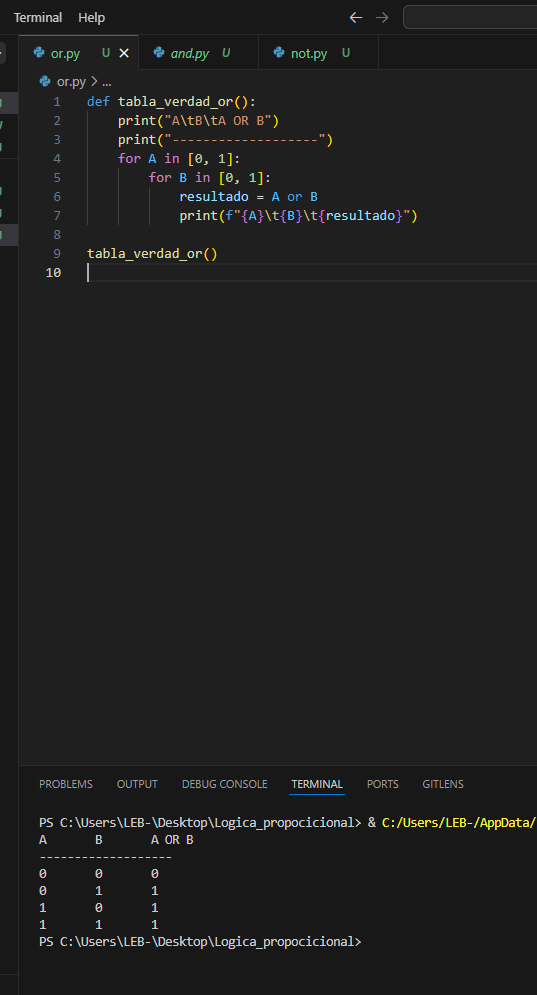 Terminal Help
or.py U and.py U not.py U
or.py > ...
1 def tabla_verdad_or():
2     print("A\tB\tA OR B")
3     print("-------------------")
4     for A in [0, 1]:
5         for B in [0, 1]:
6             resultado = A or B
7             print(f"{A}\t{B}\t{resultado}")
8
9 tabla_verdad_or()
10
PROBLEMS OUTPUT DEBUG CONSOLE TERMINAL PORTS GITLENS
PS C:\Users\LEB-\Desktop\Logica_propocicional> & C:/Users/LEB-/AppData/
A B A OR B
-------------------
0 0 0
0 1 1
1 0 1
1 1 1
PS C:\Users\LEB-\Desktop\Logica_propocicional>